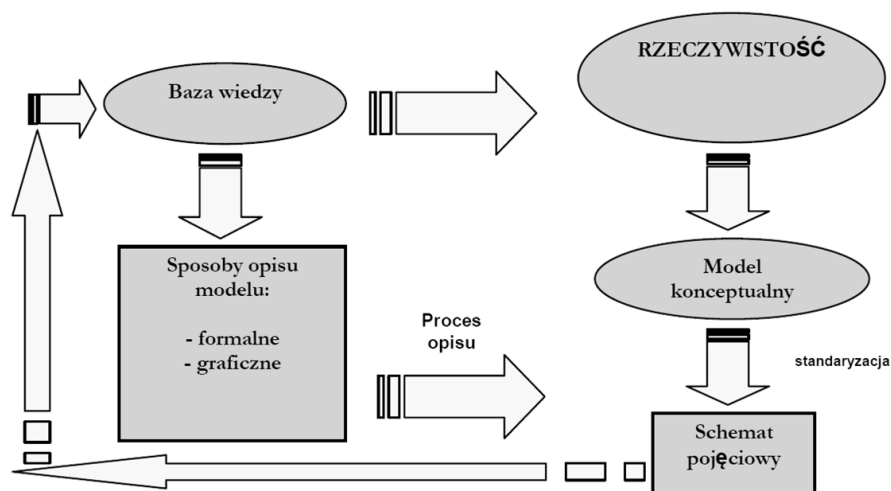 Baza wiedzy
RZECZYWISTOŚĆ
Sposoby opisu
modelu:
- formalne
- graficzne
Proces
opisu
Model
konceptualny
standaryzacja
Schemat
pojęciowy